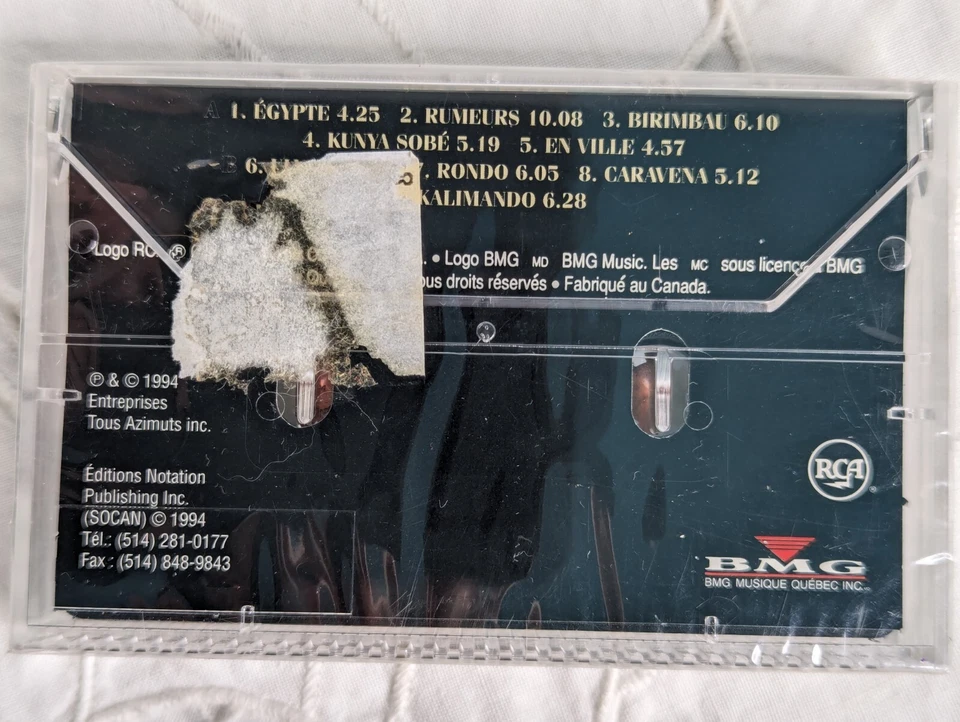 A 1. ÉGYPTE 4.25 2. RUMEURS 10.08 3. BIRIMBAU 6.10
4. KUNYA SOBÉ 5.19 5. EN VILLE 4.57
B 6. 7. RONDO 6.05 8. CARAVENA 5.12
KALIMANDO 6.28
Logo ® • Logo BMG MD BMG Music. Les MC sous licence BMG
droits réservés • Fabriqué au Canada.
℗ & © 1994
Entreprises
Tous Azimuts inc.
Éditions Notation
Publishing Inc.
(SOCAN) © 1994
Tél.: (514) 281-0177
Fax : (514) 848-9843
RCA
BMG
BMG MUSIQUE QUÉBEC INC.